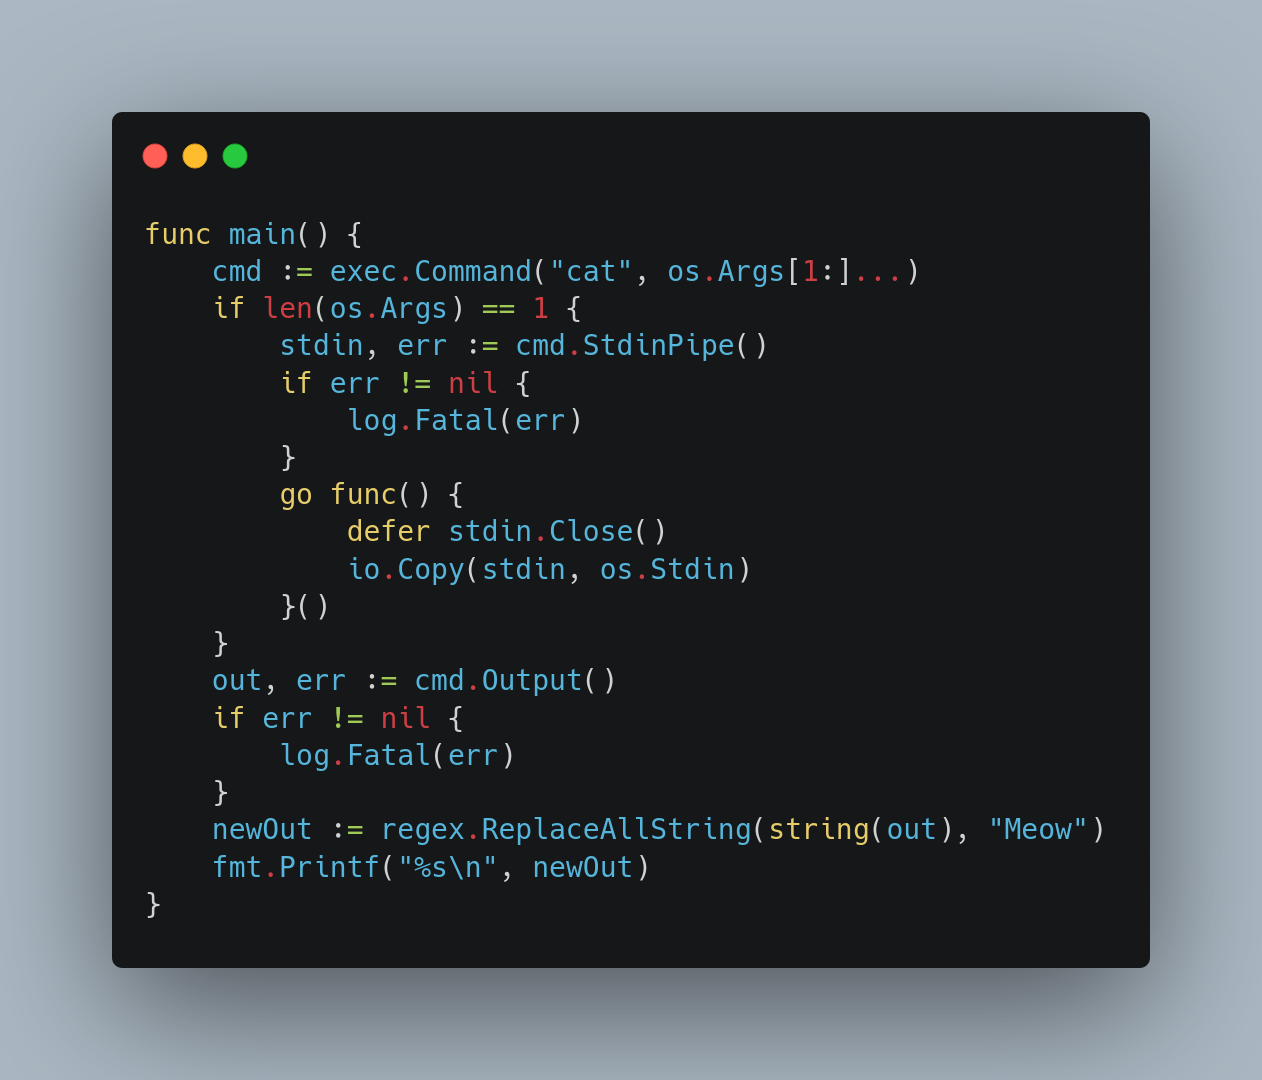 func main() {
    cmd := exec.Command("cat", os.Args[1:]...)
    if len(os.Args) == 1 {
        stdin, err := cmd.StdinPipe()
        if err != nil {
            log.Fatal(err)
        }
        go func() {
            defer stdin.Close()
            io.Copy(stdin, os.Stdin)
        }()
    }
    out, err := cmd.Output()
    if err != nil {
        log.Fatal(err)
    }
    newOut := regex.ReplaceAllString(string(out), "Meow")
    fmt.Printf("%s\n", newOut)
}